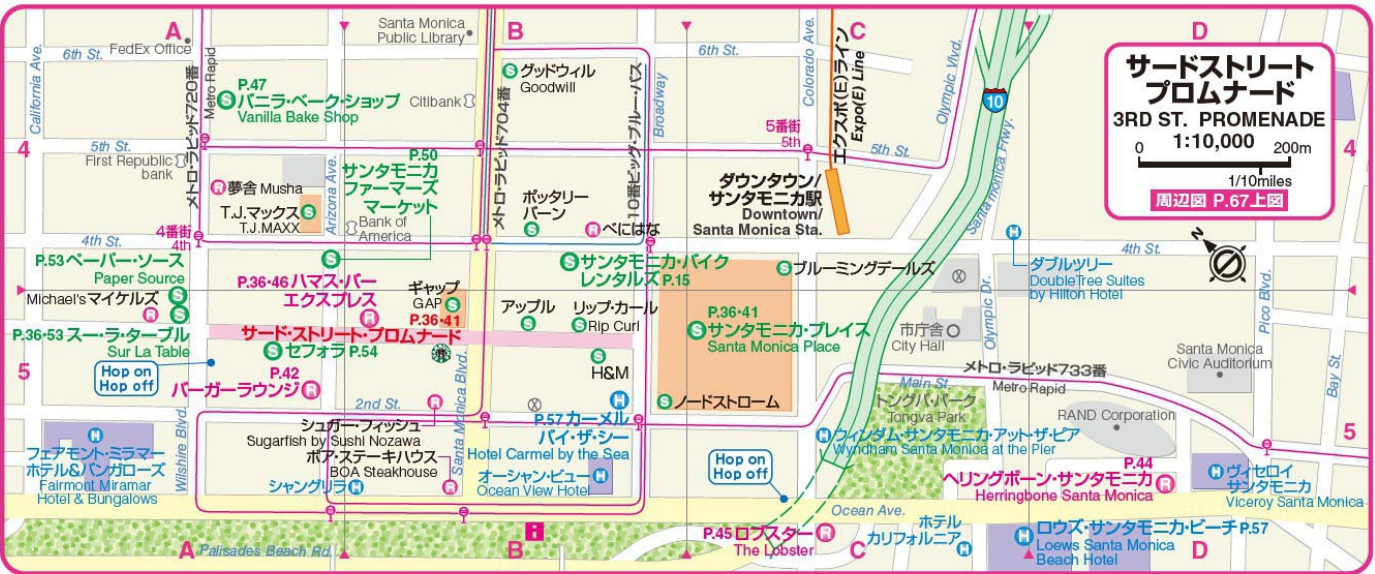 A
B
C
D
サードストリート
プロムナード
3RD ST. PROMENADE
1:10,000
0 200m
1/10miles
周辺図 P.67上図
Santa Monica
Public Library
FedEx Office
6th St.
6th St.
California Ave.
メトロ・ラピッド720番
Metro Rapid
P.47
バニラ・ベーク・ショップ
Vanilla Bake Shop
Citibank
メトロ・ラピッド704番
グッドウィル
Goodwill
10番ビッグ・ブルー・バス
Broadway
Colorado Ave.
エクスポ(E)ライン
Expo(E) Line
Olympic Blvd.
10
Santa monica Frwy.
4
4
5th St.
5番街
5th
5th St.
First Republic
bank
夢舎 Musha
T.J.マックス
T.J.MAXX
Arizona Ave.
P.50
サンタモニカ
ファーマーズ
マーケット
Bank of
America
ポッタリー
バーン
べにはな
ダウンタウン/
サンタモニカ駅
Downtown/
Santa Monica Sta.
N
4th St.
4番街
4th
4th St.
P.53ペーパー・ソース
Paper Source
Michael'sマイケルズ
P.36・53スー・ラ・ターブル
Sur La Table
P.36・46ハマス・バー
エクスプレス
ギャップ
GAP
P.36・41
サード・ストリート・プロムナード
セフォラ P.54
サンタモニカ・バイク
レンタルズ P.15
アップル
リップ・カール
Rip Curl
H&M
ブルーミングデールズ
P.36・41
サンタモニカ・プレイス
Santa Monica Place
ノードストローム
ダブルツリー
DoubleTree Suites
by Hilton Hotel
市庁舎
City Hall
Olympic Dr.
Pico Blvd.
Santa Monica
Civic Auditorium
Bay St.
5
5
Hop on
Hop off
P.42
バーガーラウンジ
2nd St.
Santa Monica Blvd.
シュガー・フィッシュ
Sugarfish by Sushi Nozawa
ボア・ステーキハウス
BOA Steakhouse
シャングリラ
P.57カーメル
バイ・ザ・シー
Hotel Carmel by the Sea
オーシャン・ビュー
Ocean View Hotel
Hop on
Hop off
メトロ・ラピッド733番
Metro Rapid
Main St.
トングバ・パーク
Tongva Park
RAND Corporation
ウィンダム・サンタモニカ・アット・ザ・ピア
Wyndham Santa Monica at the Pier
P.44
ヘリングボーン・サンタモニカ
Herringbone Santa Monica
ヴィセロイ
サンタモニカ
Viceroy Santa Monica
フェアモント・ミラマー
ホテル&バンガローズ
Fairmont Miramar
Hotel & Bungalows
Wilshire Blvd.
Ocean Ave.
P.45ロブスター
The Lobster
ホテル
カリフォルニア
ロウズ・サンタモニカ・ビーチ P.57
Loews Santa Monica
Beach Hotel
A
Palisades Beach Rd.
B
C
D